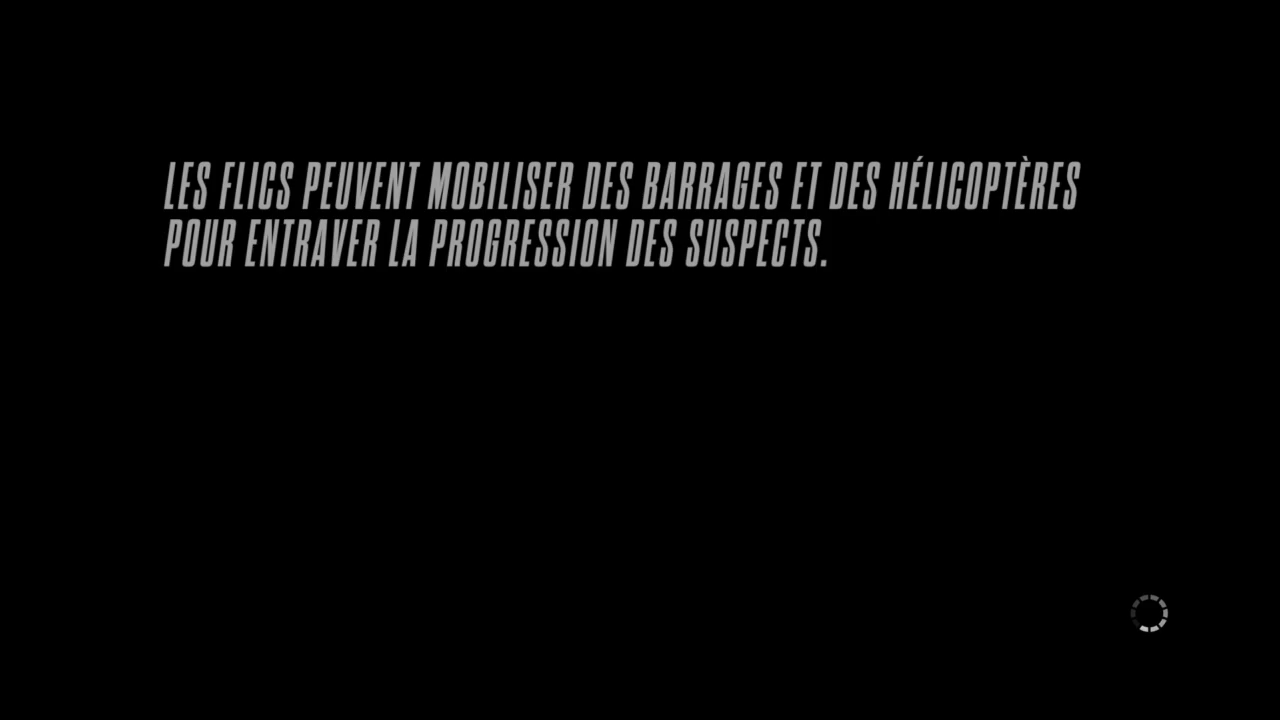 LES FLICS PEUVENT MOBILISER DES BARRAGES ET DES HÉLICOPTÈRES
POUR ENTRAVER LA PROGRESSION DES SUSPECTS.